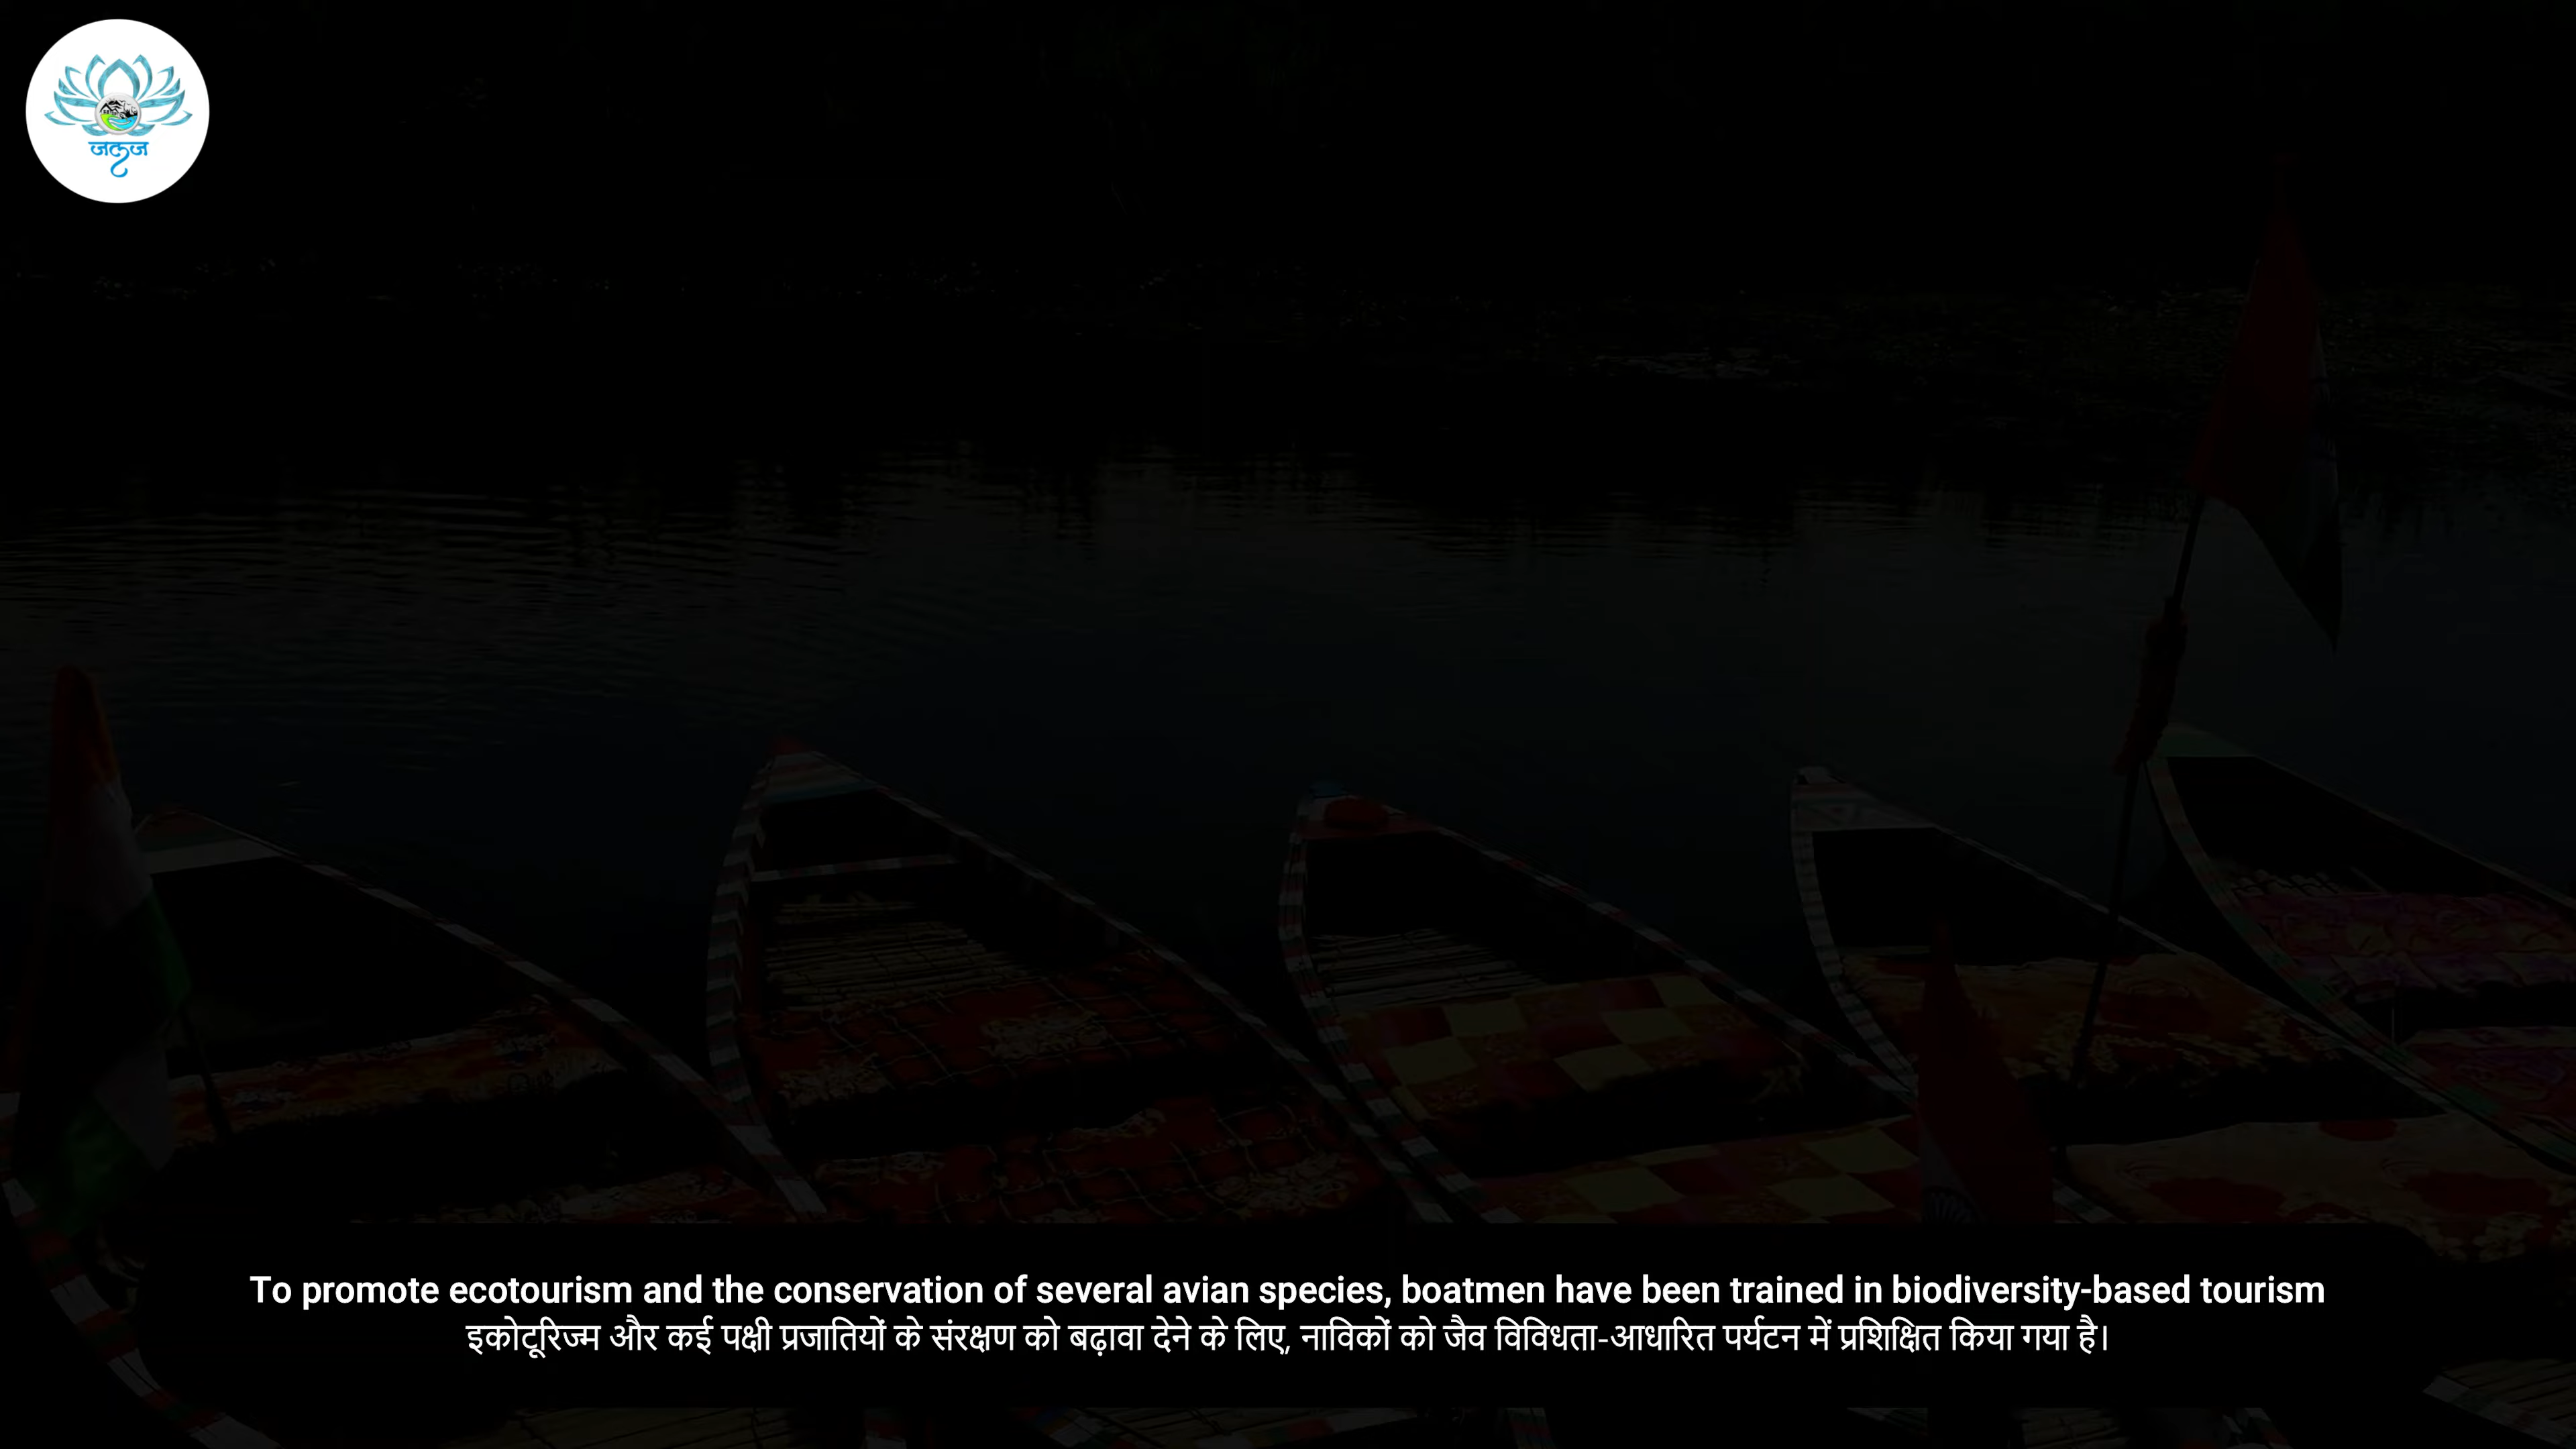 जलज
To promote ecotourism and the conservation of several avian species, boatmen have been trained in biodiversity-based tourism
इकोटूरिज्म और कई पक्षी प्रजातियों के संरक्षण को बढ़ावा देने के लिए, नाविकों को जैव विविधता-आधारित पर्यटन में प्रशिक्षित किया गया है।